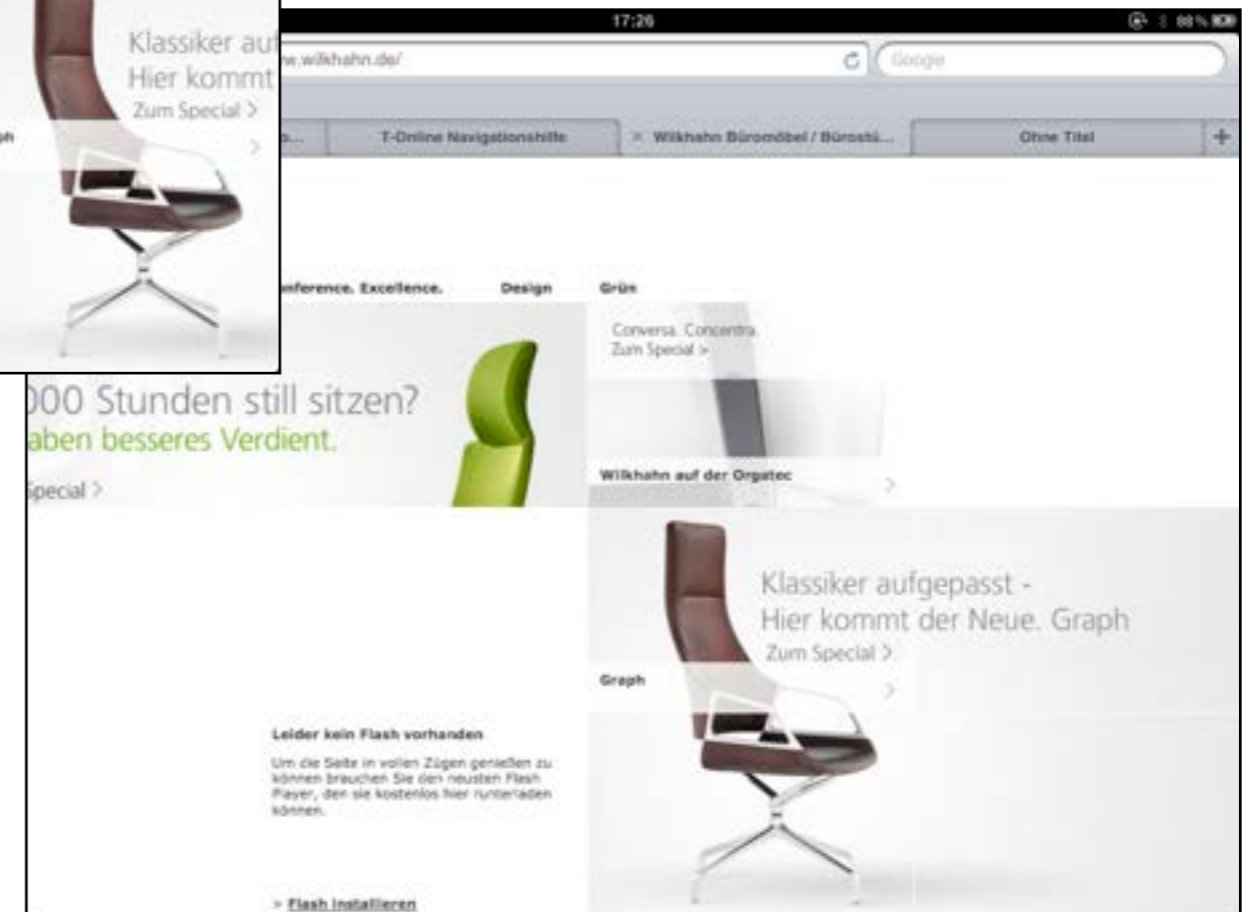 Klassiker auf
Hier kommt
Zum Special >
ph
>
17:26
88%
w.wilkhahn.de/
Google
T-Online Navigationshilfe
× Wilkhahn Büromöbel / Bürostü...
Ohne Titel
+
onference. Excellence.
Design
Grün
000 Stunden still sitzen?
aben besseres Verdient.
Special >
Conversa. Concentra.
Zum Special >
Wilkhahn auf der Orgatec
>
Klassiker aufgepasst -
Hier kommt der Neue. Graph
Zum Special >
Graph
>
Leider kein Flash vorhanden
Um die Seite in vollen Zügen genießen zu
können brauchen Sie den neusten Flash
Player, den sie kostenlos hier runterladen
können.
> Flash installieren